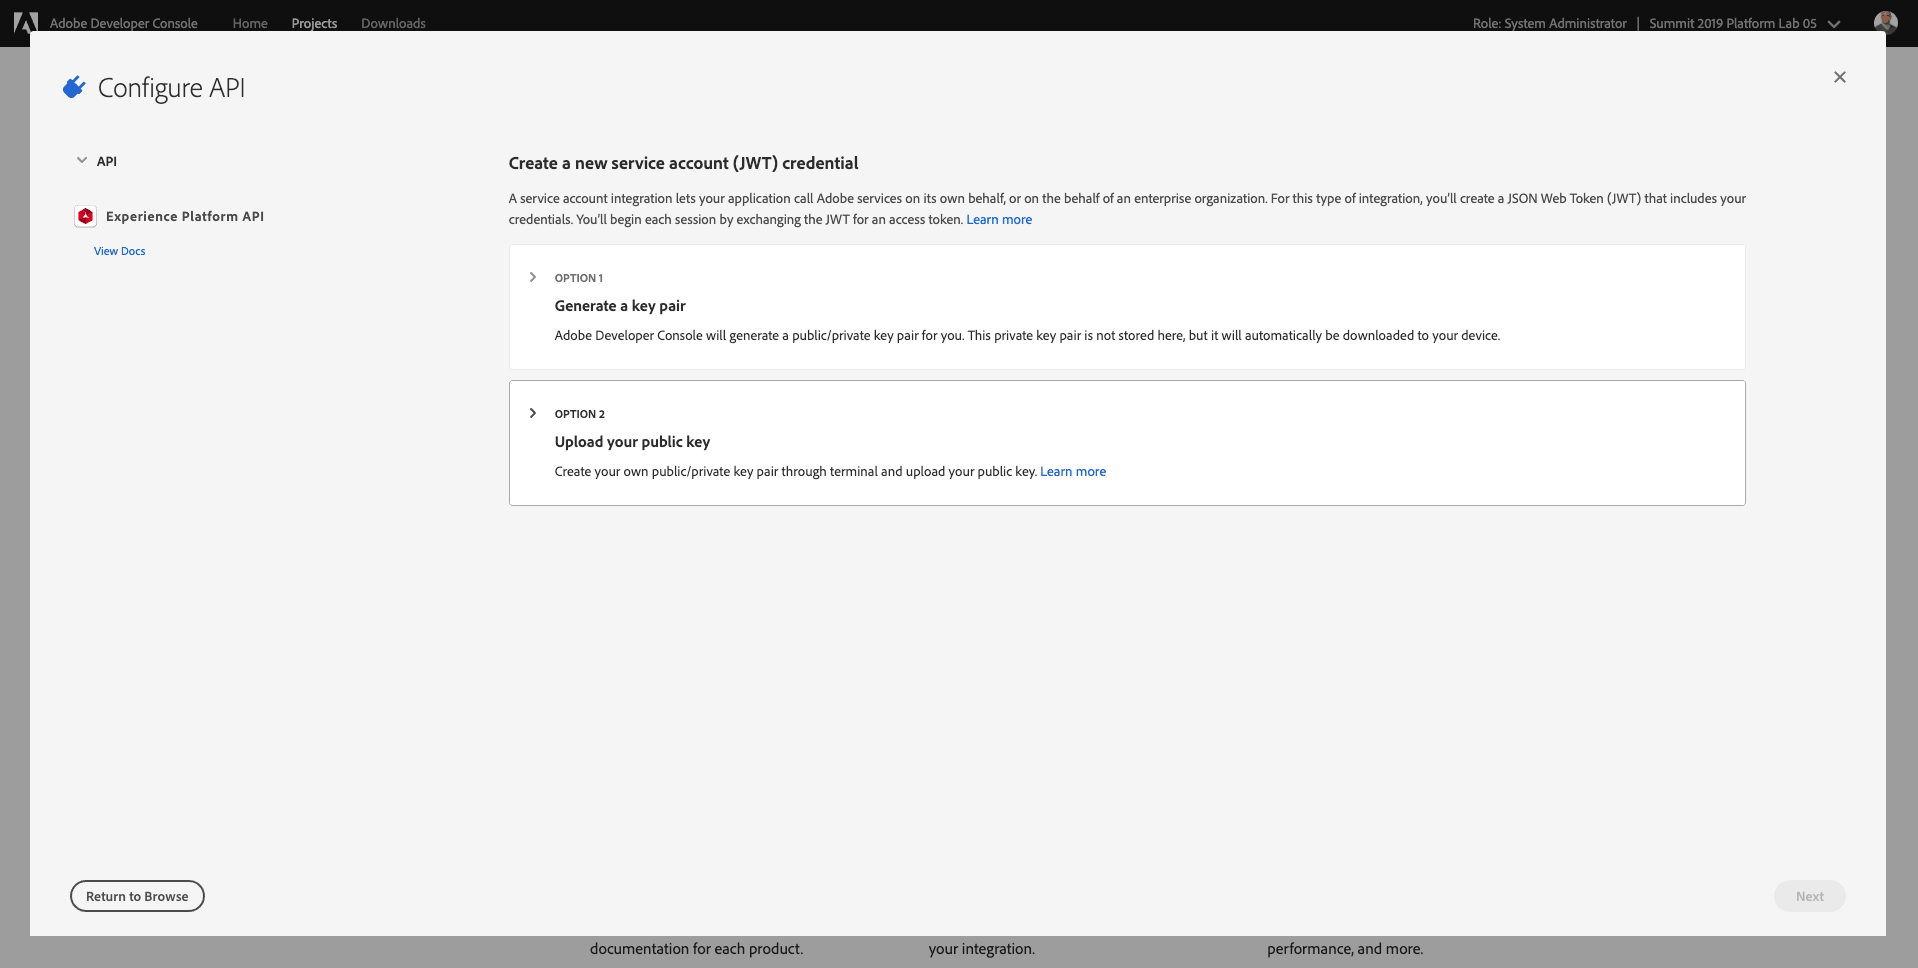 Adobe Developer Console Home Projects Downloads Role: System Administrator | Summit 2019 Platform Lab 05
Configure API
API
Experience Platform API
View Docs
Create a new service account (JWT) credential
A service account integration lets your application call Adobe services on its own behalf, or on the behalf of an enterprise organization. For this type of integration, you'll create a JSON Web Token (JWT) that includes your
credentials. You'll begin each session by exchanging the JWT for an access token. Learn more
OPTION 1
Generate a key pair
Adobe Developer Console will generate a public/private key pair for you. This private key pair is not stored here, but it will automatically be downloaded to your device.
OPTION 2
Upload your public key
Create your own public/private key pair through terminal and upload your public key. Learn more
Return to Browse
Next
documentation for each product. your integration. performance, and more.